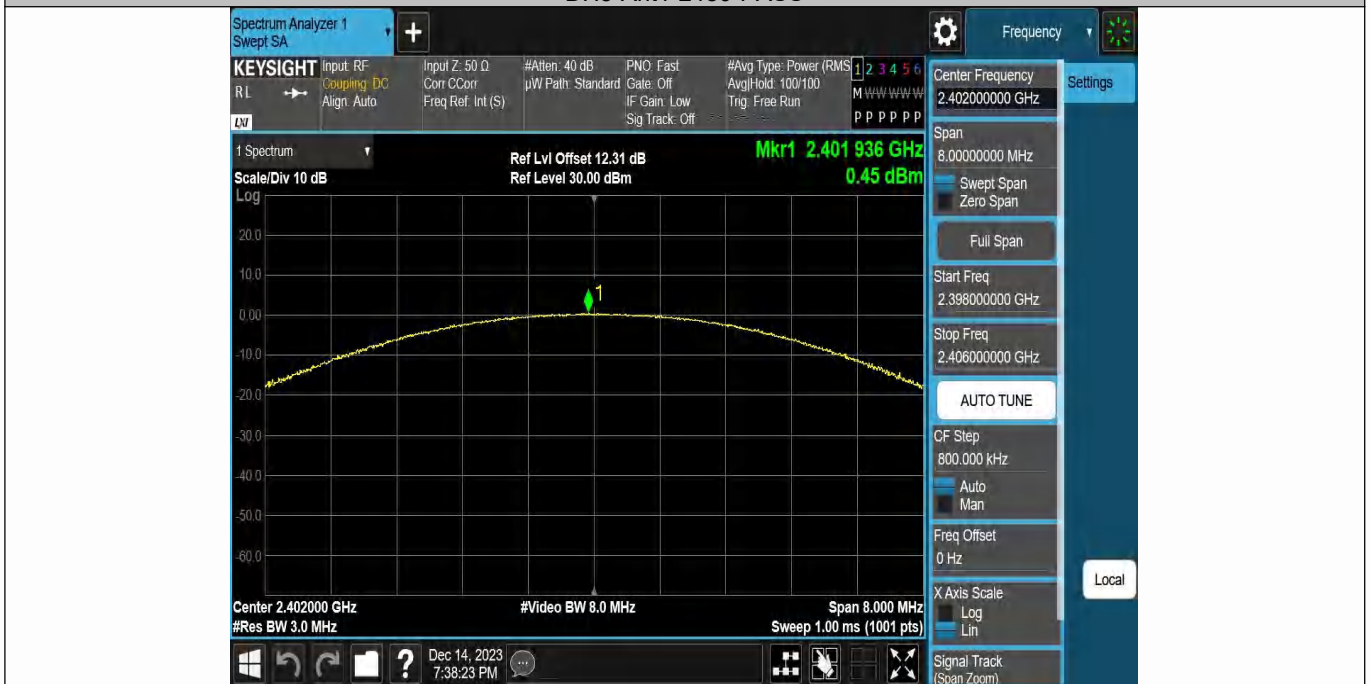 Spectrum Analyzer 1
Swept SA
+
Frequency
KEYSIGHT
RL
LXI
Input: RF
Coupling: DC
Align: Auto
Input Z: 50 Ω
Corr CCorr
Freq Ref: Int (S)
#Atten: 40 dB
µW Path: Standard
PNO: Fast
Gate: Off
IF Gain: Low
Sig Track: Off
#Avg Type: Power (RMS
Avg|Hold: 100/100
Trig: Free Run
1 2 3 4 5 6
M W W W W W
P P P P P P
1 Spectrum
Scale/Div 10 dB
Log
Ref Lvl Offset 12.31 dB
Ref Level 30.00 dBm
Mkr1 2.401 936 GHz
0.45 dBm
20.0
10.0
0.00
-10.0
-20.0
-30.0
-40.0
-50.0
-60.0
1
Center 2.402000 GHz
#Res BW 3.0 MHz
#Video BW 8.0 MHz
Span 8.000 MHz
Sweep 1.00 ms (1001 pts)
?
Dec 14, 2023
7:38:23 PM
Center Frequency
2.402000000 GHz
Settings
Span
8.00000000 MHz
Swept Span
Zero Span
Full Span
Start Freq
2.398000000 GHz
Stop Freq
2.406000000 GHz
AUTO TUNE
CF Step
800.000 kHz
Auto
Man
Freq Offset
0 Hz
X Axis Scale
Log
Lin
Local
Signal Track
(Span Zoom)